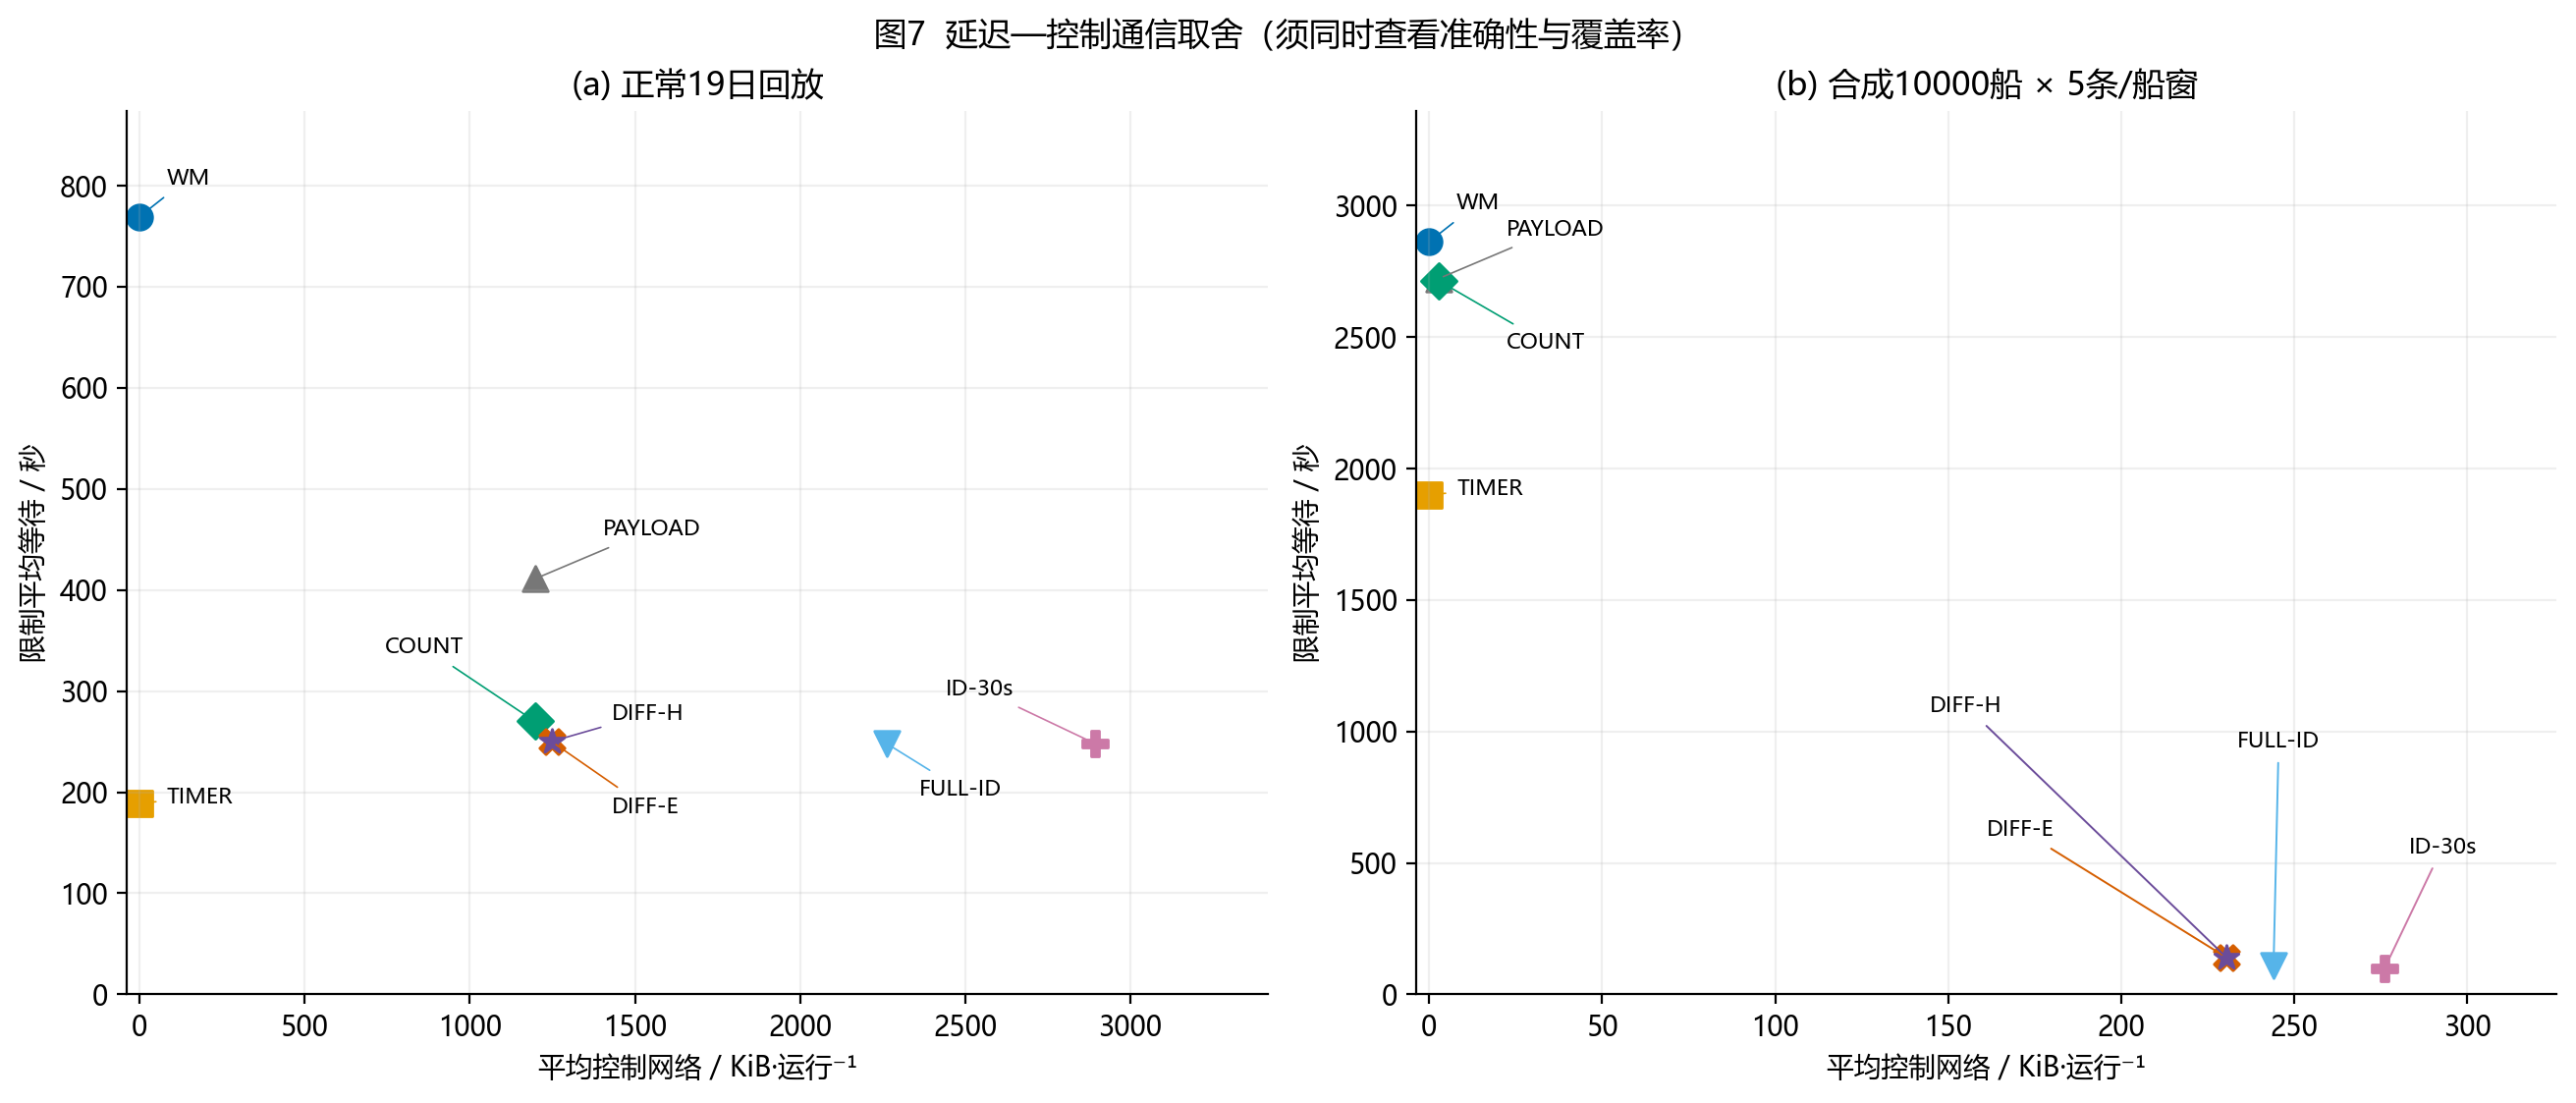 图7 延迟—控制通信取舍（须同时查看准确性与覆盖率）
(a) 正常19日回放
限制平均等待 / 秒
800
700
600
500
400
300
200
100
0
WM
PAYLOAD
COUNT
DIFF-H
ID-30s
TIMER
DIFF-E
FULL-ID
0 500 1000 1500 2000 2500 3000
平均控制网络 / KiB·运行⁻¹
(b) 合成10000船 × 5条/船窗
限制平均等待 / 秒
3000
2500
2000
1500
1000
500
0
WM
PAYLOAD
COUNT
TIMER
DIFF-H
FULL-ID
DIFF-E
ID-30s
0 50 100 150 200 250 300
平均控制网络 / KiB·运行⁻¹